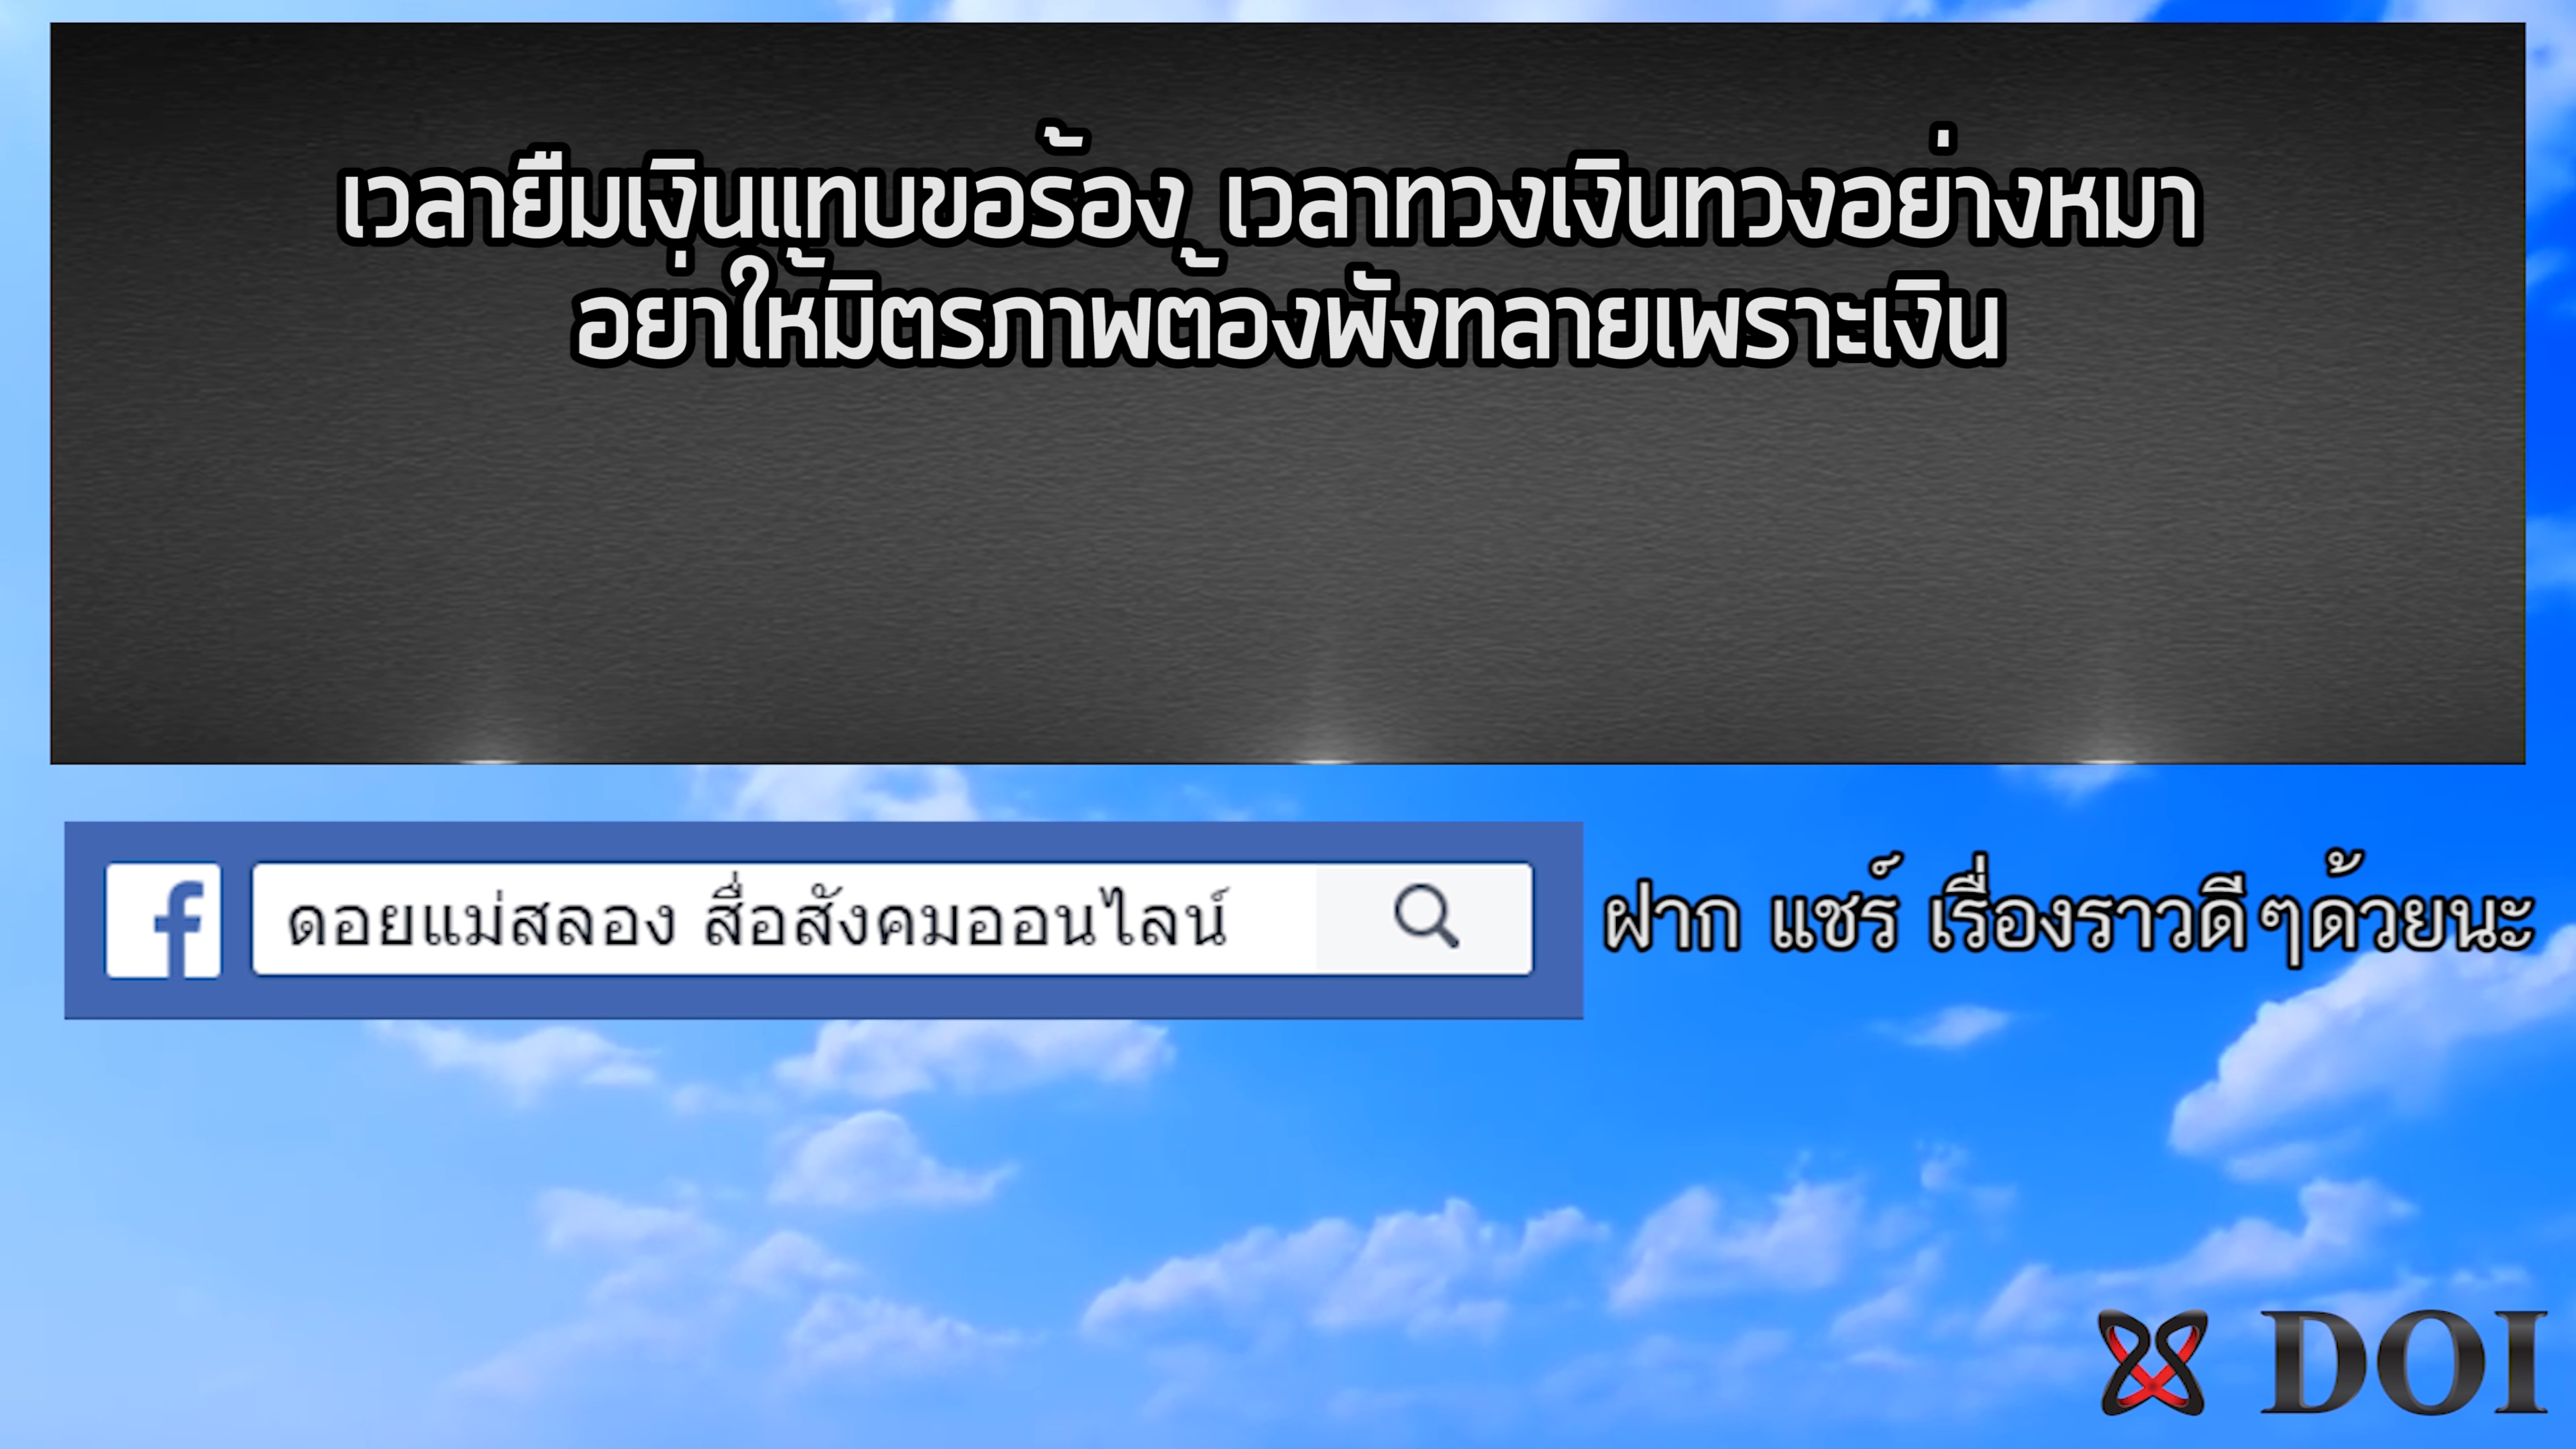 เวลายืมเงินแทบขอร้อง เวลาทวงเงินทวงอย่างหมา
อย่าให้มิตรภาพต้องพังทลายเพราะเงิน
f ดอยแม่สลอง สื่อสังคมออนไลน์
ฝาก แชร์ เรื่องราวดีๆด้วยนะ
DOI